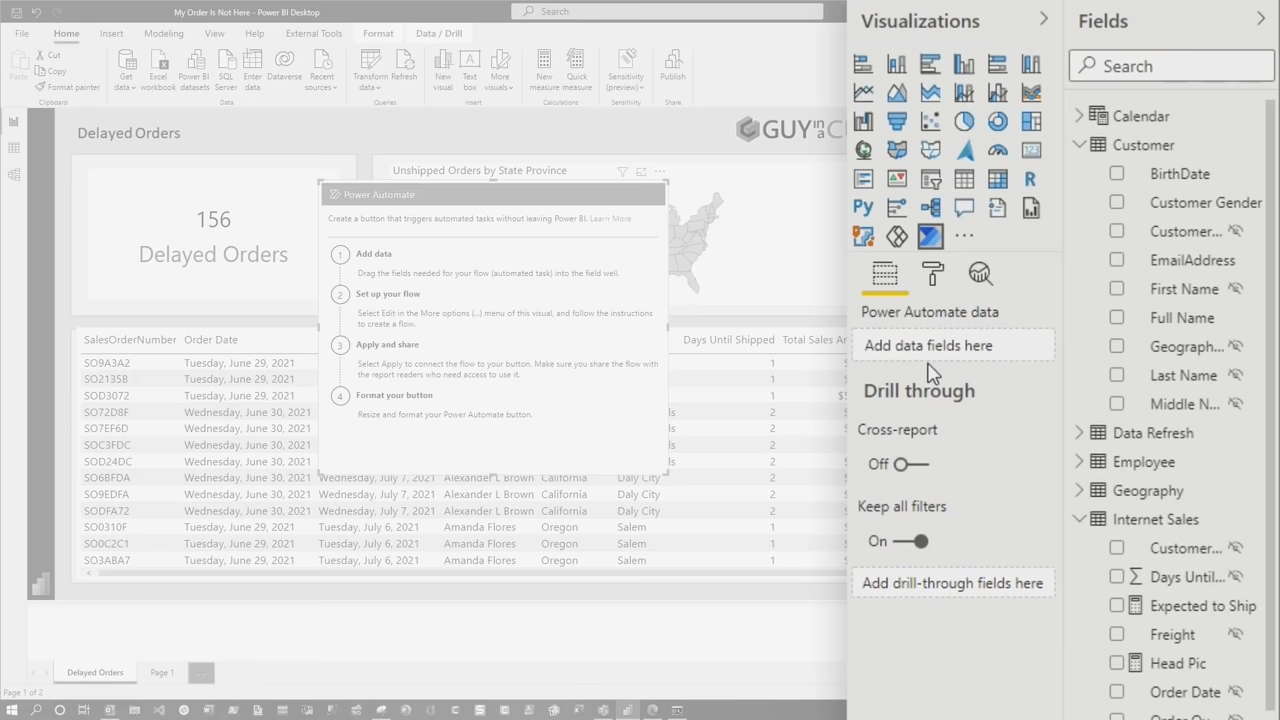 My Order Is Not Here - Power BI Desktop
Search
File Home Insert Modeling View Help External Tools Format Data / Drill
Paste
Cut
Copy
Format painter
Clipboard
Get data
Excel workbook
Power BI datasets
SQL Server
Enter data
Dataverse
Recent sources
Data
Transform data
Refresh
Queries
New visual
Text box
More visuals
Insert
New measure
Quick measure
Calculations
Sensitivity (preview)
Sensitivity
Publish
Share
Delayed Orders
GUY in a CU
156
Delayed Orders
Unshipped Orders by State Province
Power Automate
Create a button that triggers automated tasks without leaving Power BI. Learn More
1 Add data
Drag the fields needed for your flow (automated task) into the field well.
2 Set up your flow
Select Edit in the More options (...) menu of this visual, and follow the instructions
to create a flow.
3 Apply and share
Select Apply to connect the flow to your button. Make sure you share the flow with
the report readers who need access to use it.
4 Format your button
Resize and format your Power Automate button.
SalesOrderNumber Order Date Days Until Shipped Total Sales Am
SO9A3A2 Tuesday, June 29, 2021 1
SO2135B Tuesday, June 29, 2021 1
SOD3072 Tuesday, June 29, 2021 1 $
SO72D8F Wednesday, June 30, 2021 ls 2
SO7EF6D Wednesday, June 30, 2021 ls 2
SOC3FDC Wednesday, June 30, 2021 ls 2
SOD24DC Wednesday, June 30, 2021 ls 2
SO6BFDA Wednesday, June 30, 2021 Wednesday, July 7, 2021 Alexander L Brown California Daly City 2
SO9EDFA Wednesday, June 30, 2021 Wednesday, July 7, 2021 Alexander L Brown California Daly City 2
SODFA72 Wednesday, June 30, 2021 Wednesday, July 7, 2021 Alexander L Brown California Daly City 2
SO0310F Tuesday, June 29, 2021 Tuesday, July 6, 2021 Amanda Flores Oregon Salem 1
SO0C2C1 Tuesday, June 29, 2021 Tuesday, July 6, 2021 Amanda Flores Oregon Salem 1
SO3ABA7 Tuesday, June 29, 2021 Tuesday, July 6, 2021 Amanda Flores Oregon Salem 1
Delayed Orders Page 1
Page 1 of 2
Visualizations
R
Py
123
Power Automate data
Add data fields here
Drill through
Cross-report
Off
Keep all filters
On
Add drill-through fields here
Fields
Search
Calendar
Customer
BirthDate
Customer Gender
Customer...
EmailAddress
First Name
Full Name
Geograph...
Last Name
Middle N...
Data Refresh
Employee
Geography
Internet Sales
Customer...
Days Until...
Expected to Ship
Freight
Head Pic
Order Date